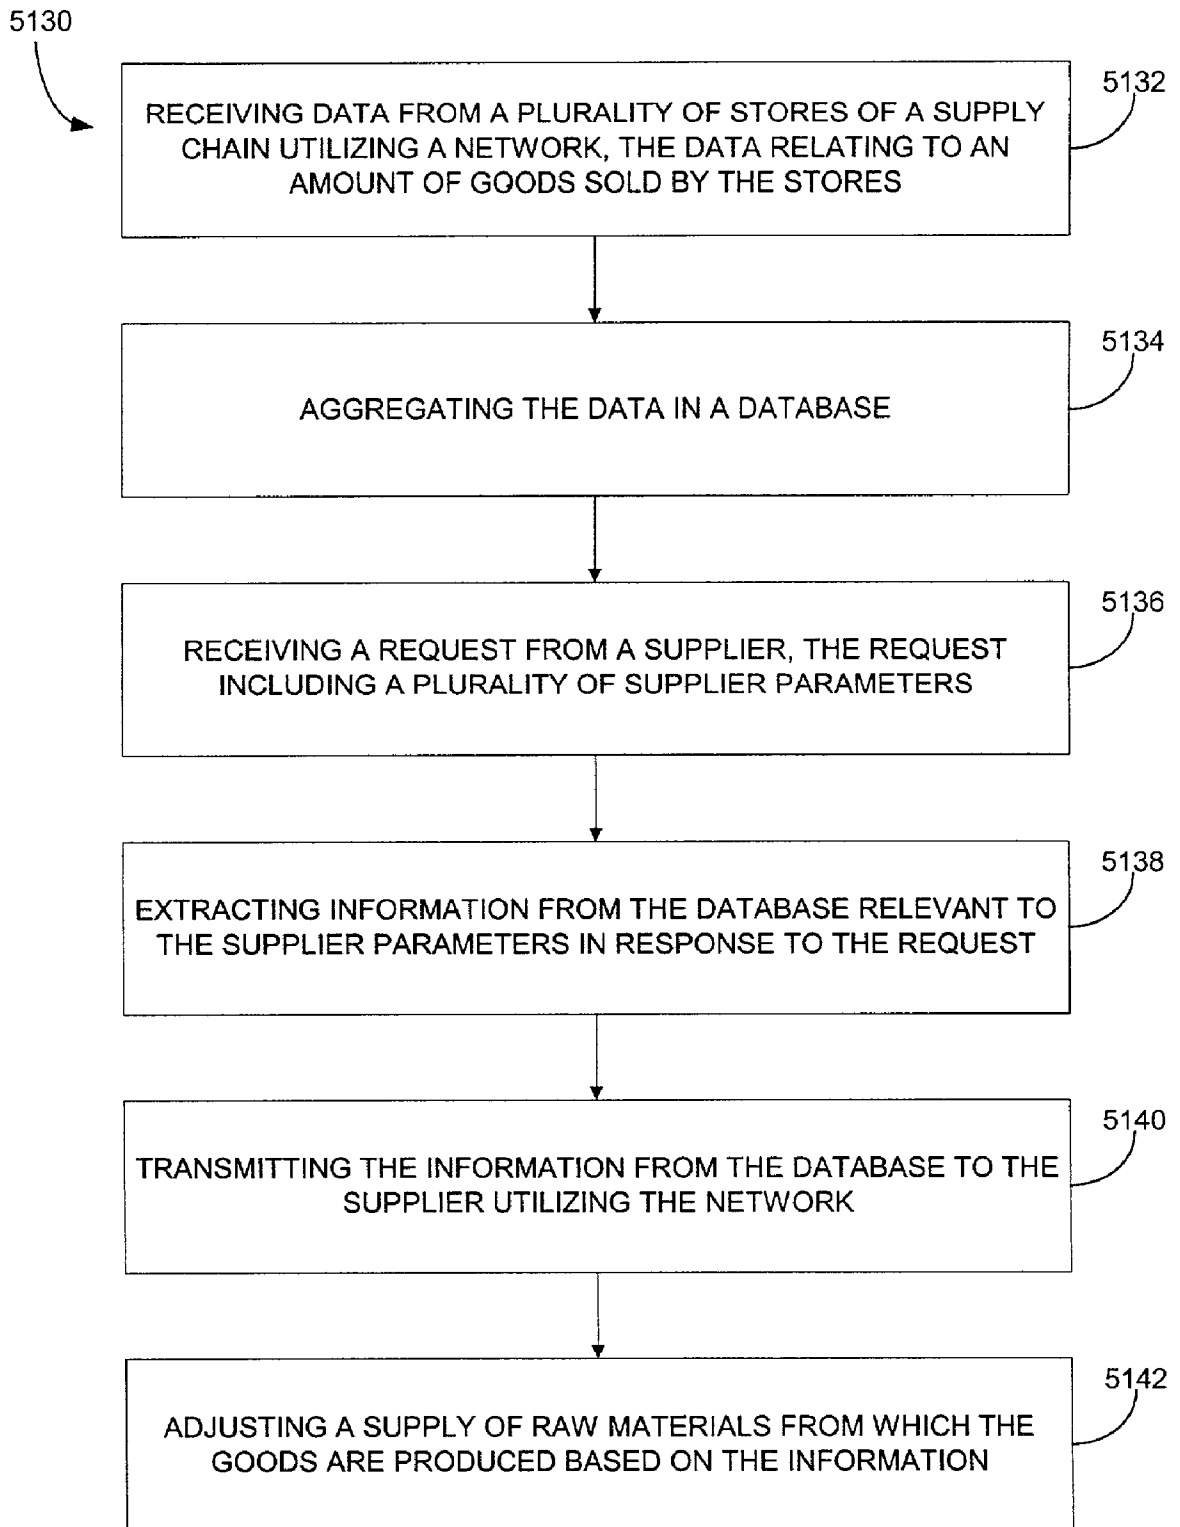 5130
5132
RECEIVING DATA FROM A PLURALITY OF STORES OF A SUPPLY
CHAIN UTILIZING A NETWORK, THE DATA RELATING TO AN
AMOUNT OF GOODS SOLD BY THE STORES
5134
AGGREGATING THE DATA IN A DATABASE
5136
RECEIVING A REQUEST FROM A SUPPLIER, THE REQUEST
INCLUDING A PLURALITY OF SUPPLIER PARAMETERS
5138
EXTRACTING INFORMATION FROM THE DATABASE RELEVANT TO
THE SUPPLIER PARAMETERS IN RESPONSE TO THE REQUEST
5140
TRANSMITTING THE INFORMATION FROM THE DATABASE TO THE
SUPPLIER UTILIZING THE NETWORK
5142
ADJUSTING A SUPPLY OF RAW MATERIALS FROM WHICH THE
GOODS ARE PRODUCED BASED ON THE INFORMATION